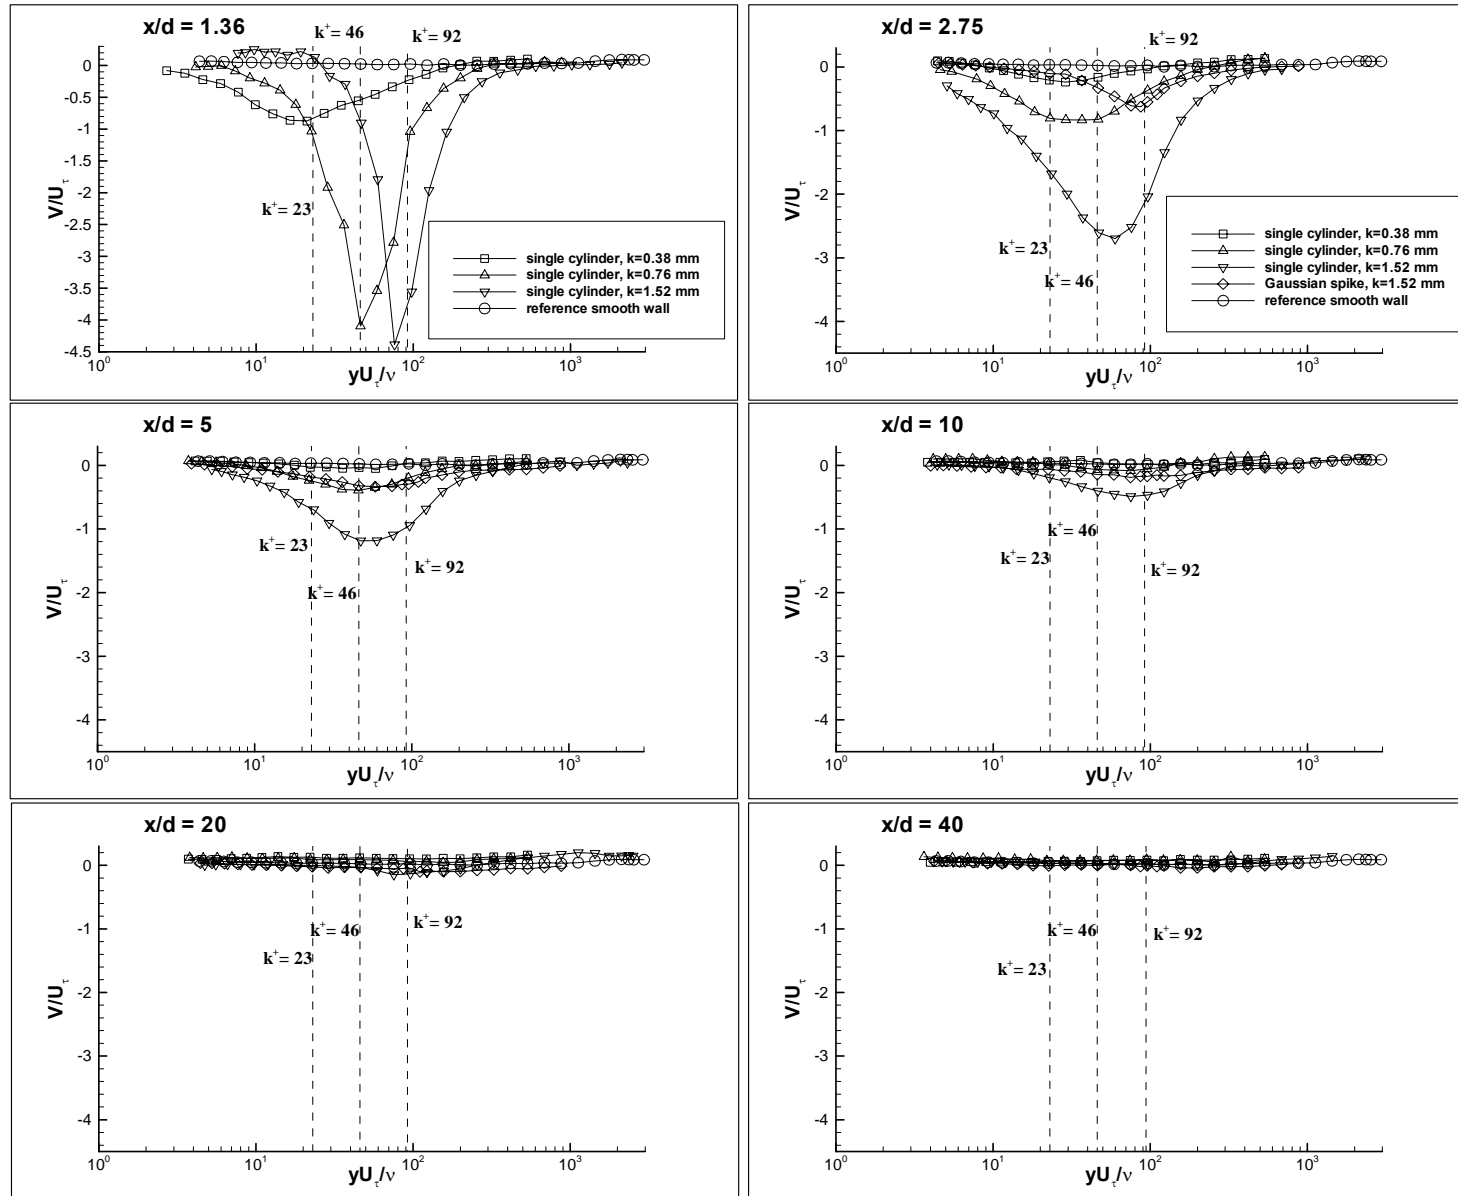 x/d = 1.36
k+= 46
k+= 92
0
-0.5
-1
-1.5
-2
-2.5
-3
-3.5
-4
-4.5
V/Uτ
k+= 23
single cylinder, k=0.38 mm
single cylinder, k=0.76 mm
single cylinder, k=1.52 mm
reference smooth wall
10⁰
10¹
10²
10³
yUτ/ν
x/d = 2.75
k+= 92
0
-1
-2
-3
-4
V/Uτ
k+= 23
k+= 46
single cylinder, k=0.38 mm
single cylinder, k=0.76 mm
single cylinder, k=1.52 mm
Gaussian spike, k=1.52 mm
reference smooth wall
10⁰
10¹
10²
10³
yUτ/ν
x/d = 5
0
-1
-2
-3
-4
V/Uτ
k+= 23
k+= 92
k+= 46
10⁰
10¹
10²
10³
yUτ/ν
x/d = 10
0
-1
-2
-3
-4
V/Uτ
k+= 46
k+= 23
k+= 92
10⁰
10¹
10²
10³
yUτ/ν
x/d = 20
0
-1
-2
-3
-4
V/Uτ
k+= 92
k+= 46
k+= 23
10⁰
10¹
10²
10³
yUτ/ν
x/d = 40
0
-1
-2
-3
-4
V/Uτ
k+= 46
k+= 92
k+= 23
10⁰
10¹
10²
10³
yUτ/ν